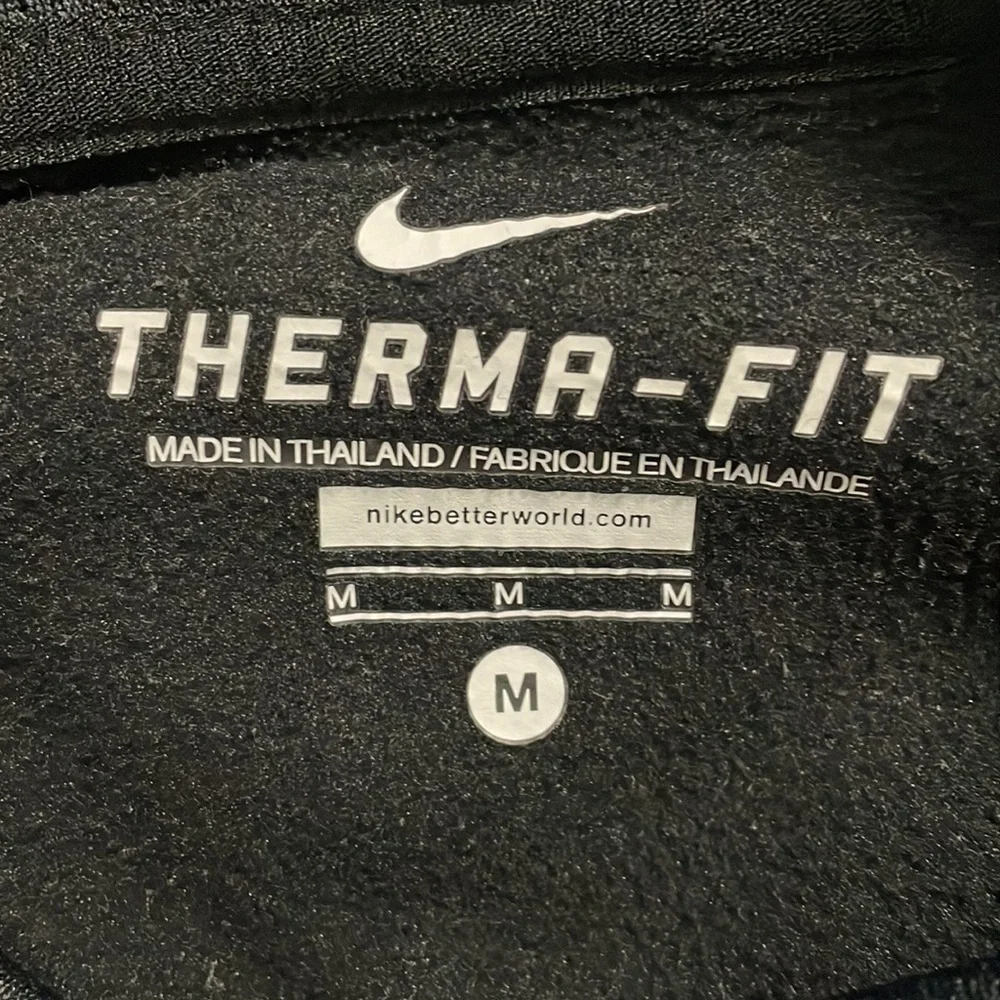 THERMA-FIT
MADE IN THAILAND / FABRIQUE EN THAILANDE
nikebetterworld.com
M M M
M